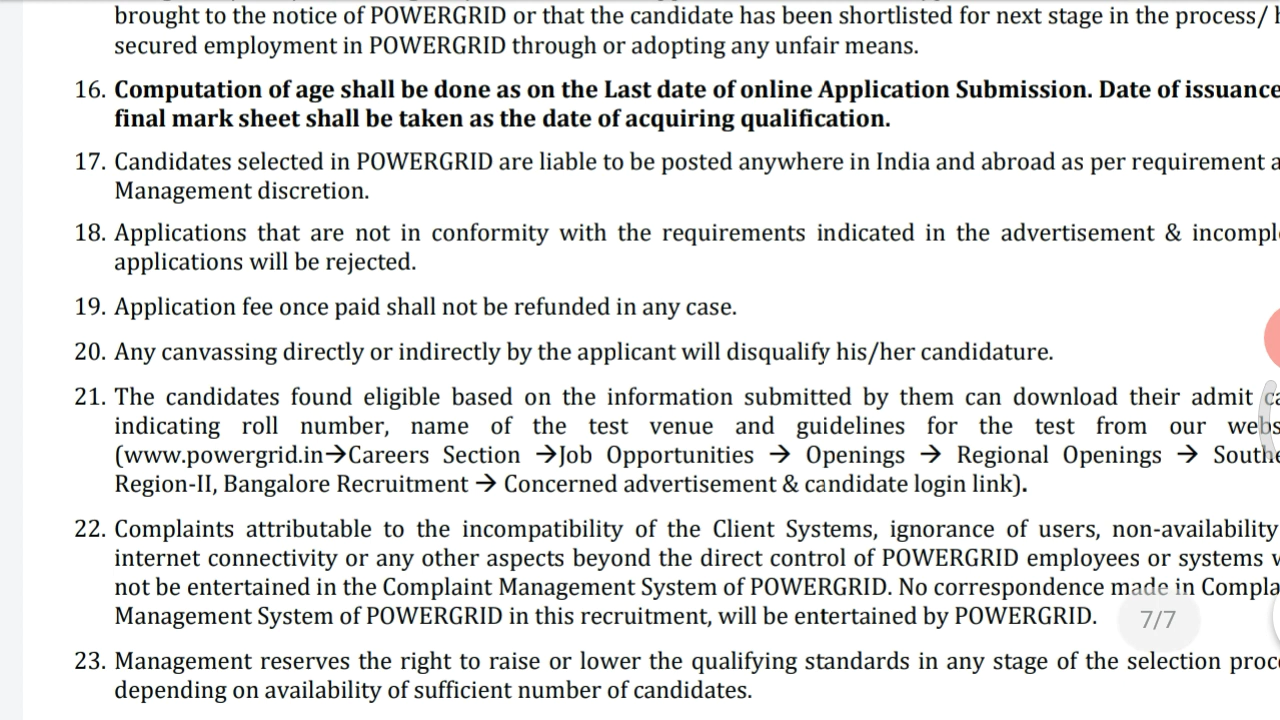 brought to the notice of POWERGRID or that the candidate has been shortlisted for next stage in the process/
secured employment in POWERGRID through or adopting any unfair means.
16. Computation of age shall be done as on the Last date of online Application Submission. Date of issuance
final mark sheet shall be taken as the date of acquiring qualification.
17. Candidates selected in POWERGRID are liable to be posted anywhere in India and abroad as per requirement
Management discretion.
18. Applications that are not in conformity with the requirements indicated in the advertisement &
applications will be rejected.
19. Application fee once paid shall not be refunded in any case.
20. Any canvassing directly or indirectly by the applicant will disqualify his/her candidature.
21. The candidates found eligible based on the information submitted by them can download their admit
indicating roll number, name of the test venue and guidelines for the test from our
(www.powergrid.in→Careers Section →Job Opportunities → Openings → Regional Openings →
Region-II, Bangalore Recruitment → Concerned advertisement & candidate login link).
22. Complaints attributable to the incompatibility of the Client Systems, ignorance of users, non-availability
internet connectivity or any other aspects beyond the direct control of POWERGRID employees or systems
not be entertained in the Complaint Management System of POWERGRID. No correspondence made in
Management System of POWERGRID in this recruitment, will be entertained by POWERGRID.
7/7
23. Management reserves the right to raise or lower the qualifying standards in any stage of the selection
depending on availability of sufficient number of candidates.